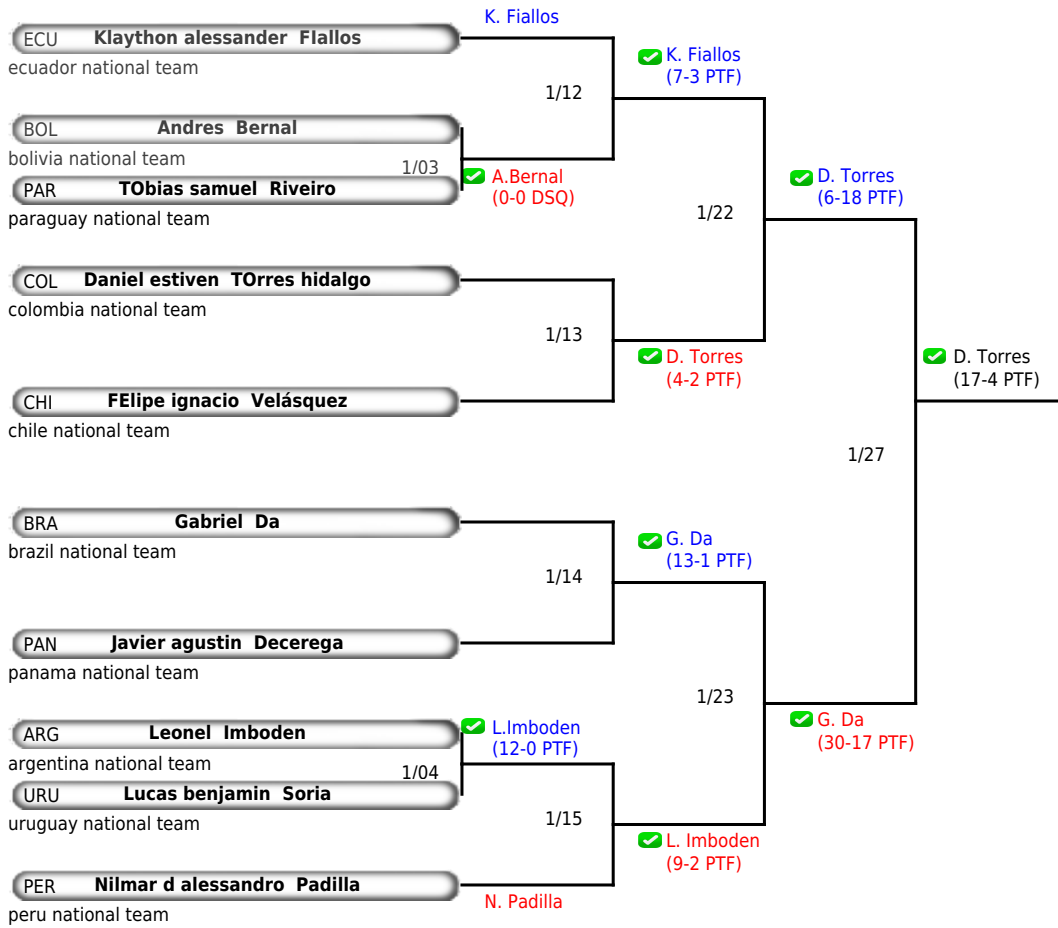 K. Fiallos
ECU Klaython alessander FIallos
ecuador national team
K. Fiallos
(7-3 PTF)
1/12
BOL Andres Bernal
bolivia national team
1/03
A.Bernal
(0-0 DSQ)
PAR TObias samuel Riveiro
paraguay national team
D. Torres
(6-18 PTF)
1/22
COL Daniel estiven TOrres hidalgo
colombia national team
1/13
D. Torres
(4-2 PTF)
D. Torres
(17-4 PTF)
CHI FElipe ignacio Velásquez
chile national team
1/27
BRA Gabriel Da
brazil national team
G. Da
(13-1 PTF)
1/14
PAN Javier agustin Decerega
panama national team
1/23
ARG Leonel Imboden
argentina national team
L.Imboden
(12-0 PTF)
G. Da
(30-17 PTF)
1/04
URU Lucas benjamin Soria
uruguay national team
1/15
L. Imboden
(9-2 PTF)
PER Nilmar d alessandro Padilla
peru national team
N. Padilla